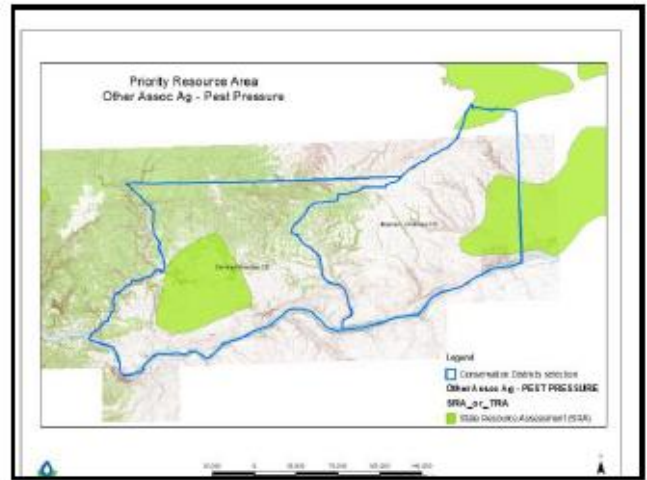 Priority Resource Area
Other Assoc Ag - Pest Pressure
Legend
Conservation Districts selection
Other Assoc Ag - PEST PRESSURE
SRA_or_TRA
State Resource Assessment (SRA)